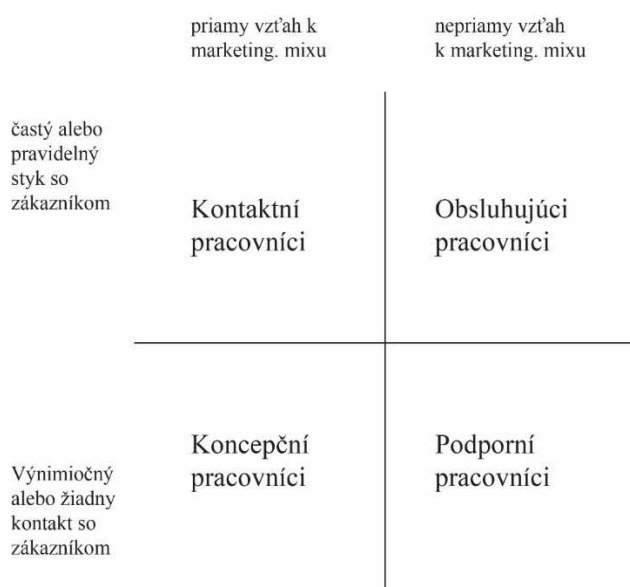 priamy vzťah k
marketing. mixu
nepriamy vzťah
k marketing. mixu
častý alebo
pravidelný
styk so
zákazníkom
Kontaktní
pracovníci
Obsluhujúci
pracovníci
Výnimiočný
alebo žiadny
kontakt so
zákazníkom
Koncepční
pracovníci
Podporní
pracovníci